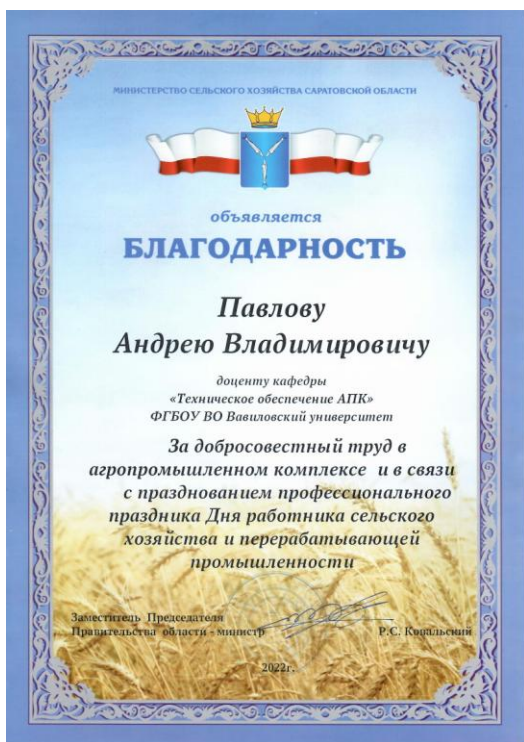 МИНИСТЕРСТВО СЕЛЬСКОГО ХОЗЯЙСТВА САРАТОВСКОЙ ОБЛАСТИ
объявляется
БЛАГОДАРНОСТЬ
Павлову
Андрею Владимировичу
доценту кафедры
«Техническое обеспечение АПК»
ФГБОУ ВО Вавиловский университет
За добросовестный труд в
агропромышленном комплексе и в связи
с празднованием профессионального
праздника Дня работника сельского
хозяйства и перерабатывающей
промышленности
Заместитель Председателя
Правительства области - министр Р.С. Ковальский
2022г.